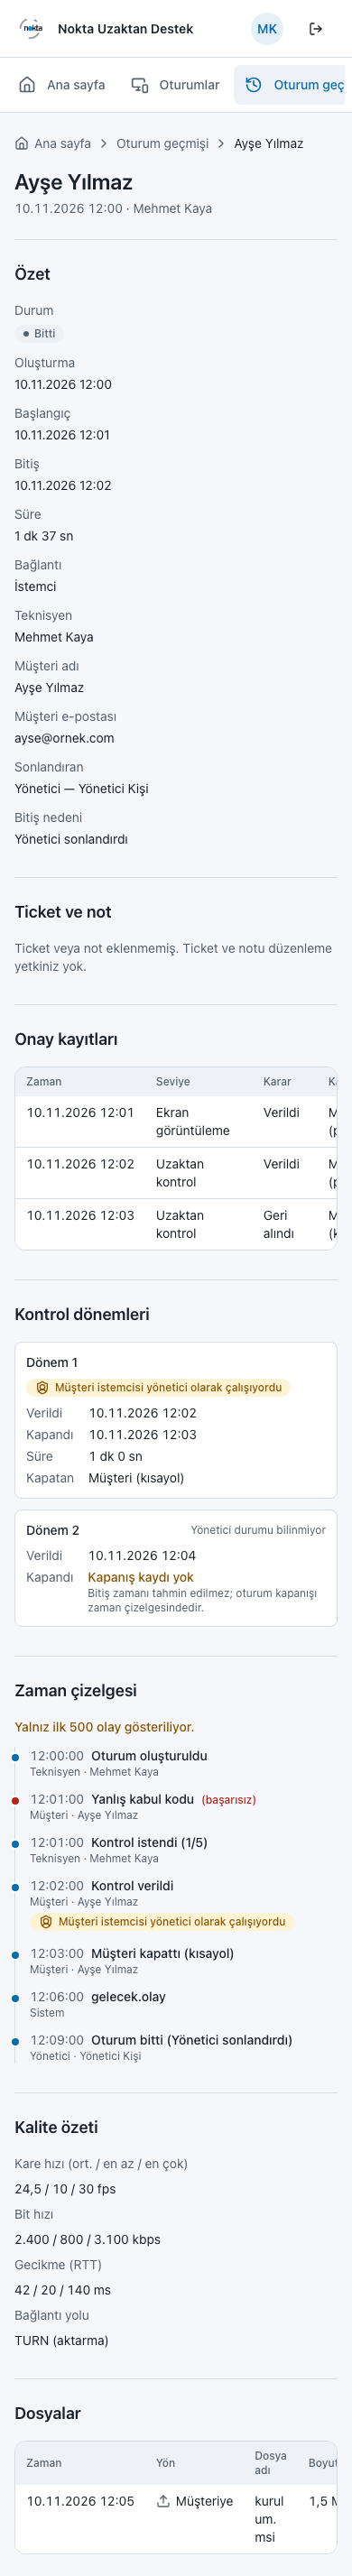 nokta
Nokta Uzaktan Destek
MK
Ana sayfa
Oturumlar
Oturum geç
Ana sayfa > Oturum geçmişi > Ayşe Yılmaz
Ayşe Yılmaz
10.11.2026 12:00 · Mehmet Kaya
Özet
Durum
Bitti
Oluşturma
10.11.2026 12:00
Başlangıç
10.11.2026 12:01
Bitiş
10.11.2026 12:02
Süre
1 dk 37 sn
Bağlantı
İstemci
Teknisyen
Mehmet Kaya
Müşteri adı
Ayşe Yılmaz
Müşteri e-postası
ayse@ornek.com
Sonlandıran
Yönetici — Yönetici Kişi
Bitiş nedeni
Yönetici sonlandırdı
Ticket ve not
Ticket veya not eklenmemiş. Ticket ve notu düzenleme
yetkiniz yok.
Onay kayıtları
Zaman Seviye Karar
10.11.2026 12:01 Ekran Verildi
görüntüleme
10.11.2026 12:02 Uzaktan Verildi
kontrol
10.11.2026 12:03 Uzaktan Geri
kontrol alındı
Kontrol dönemleri
Dönem 1
Müşteri istemcisi yönetici olarak çalışıyordu
Verildi 10.11.2026 12:02
Kapandı 10.11.2026 12:03
Süre 1 dk 0 sn
Kapatan Müşteri (kısayol)
Dönem 2 Yönetici durumu bilinmiyor
Verildi 10.11.2026 12:04
Kapandı Kapanış kaydı yok
Bitiş zamanı tahmin edilmez; oturum kapanışı
zaman çizelgesindedir.
Zaman çizelgesi
Yalnız ilk 500 olay gösteriliyor.
12:00:00 Oturum oluşturuldu
Teknisyen · Mehmet Kaya
12:01:00 Yanlış kabul kodu (başarısız)
Müşteri · Ayşe Yılmaz
12:01:00 Kontrol istendi (1/5)
Teknisyen · Mehmet Kaya
12:02:00 Kontrol verildi
Müşteri · Ayşe Yılmaz
Müşteri istemcisi yönetici olarak çalışıyordu
12:03:00 Müşteri kapattı (kısayol)
Müşteri · Ayşe Yılmaz
12:06:00 gelecek.olay
Sistem
12:09:00 Oturum bitti (Yönetici sonlandırdı)
Yönetici · Yönetici Kişi
Kalite özeti
Kare hızı (ort. / en az / en çok)
24,5 / 10 / 30 fps
Bit hızı
2.400 / 800 / 3.100 kbps
Gecikme (RTT)
42 / 20 / 140 ms
Bağlantı yolu
TURN (aktarma)
Dosyalar
Zaman Yön Dosya adı Boyut
10.11.2026 12:05 Müşteriye kurul 1,5 M
um.
msi